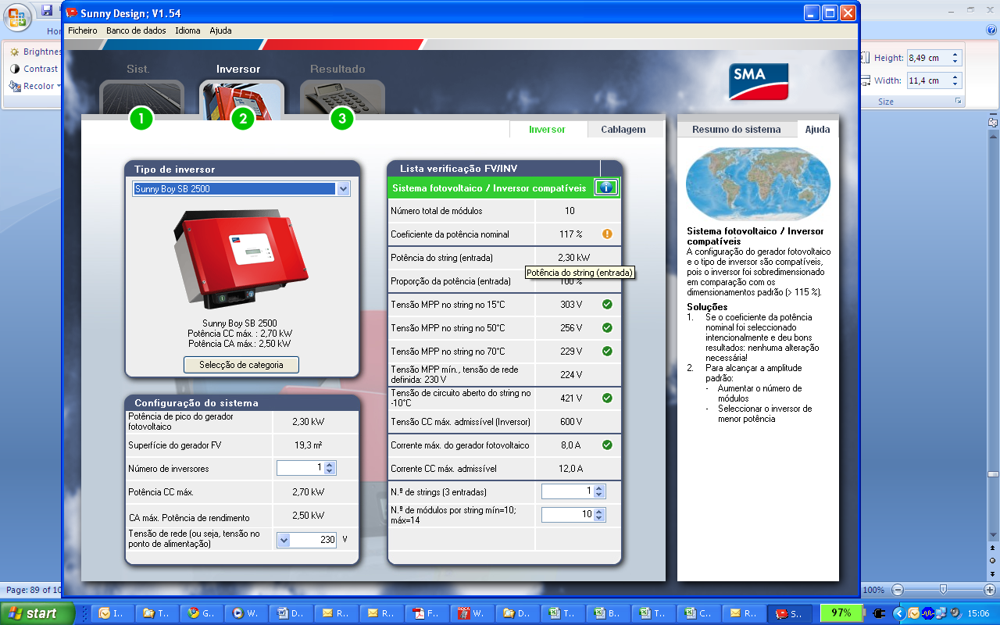 Sunny Design; V1.54
Ficheiro Banco de dados Idioma Ajuda
Brightness
Contrast
Recolor
Height: 8,49 cm
Width: 11,4 cm
Size
Sist. Inversor Resultado
SMA
1 2 3
Inversor Cablagem
Resumo do sistema Ajuda
Tipo de inversor
Sunny Boy SB 2500
Sunny Boy SB 2500
Potência CC máx. : 2,70 kW
Potência CA máx.: 2,50 kW
Selecção de categoria
Configuração do sistema
Potência de pico do gerador
fotovoltaico 2,30 kW
Superfície do gerador FV 19,3 m²
Número de inversores 1
Potência CC máx. 2,70 kW
CA máx. Potência de rendimento 2,50 kW
Tensão de rede (ou seja, tensão no
ponto de alimentação) 230 V
Lista verificação FV/INV
Sistema fotovoltaico / Inversor compatíveis
Número total de módulos 10
Coeficiente da potência nominal 117 %
Potência do string (entrada) 2,30 kW
Potência do string (entrada)
Proporção da potência (entrada) 100 %
Tensão MPP no string no 15°C 303 V
Tensão MPP no string no 50°C 256 V
Tensão MPP no string no 70°C 229 V
Tensão MPP mín., tensão de rede
definida: 230 V 224 V
Tensão de circuito aberto do string no
-10°C 421 V
Tensão CC máx. admissível (Inversor) 600 V
Corrente máx. do gerador fotovoltaico 8,0 A
Corrente CC máx. admissível 12,0 A
N.º de strings (3 entradas) 1
N.º de módulos por string mín=10;
máx=14 10
Sistema fotovoltaico / Inversor
compatíveis
A configuração do gerador fotovoltaico
e o tipo de inversor são compatíveis,
pois o inversor foi sobredimensionado
em comparação com os
dimensionamentos padrão (> 115 %).
Soluções
1. Se o coeficiente da potência
nominal foi seleccionado
intencionalmente e deu bons
resultados: nenhuma alteração
necessária!
2. Para alcançar a amplitude
padrão:
- Aumentar o número de
módulos
- Seleccionar o inversor de
menor potência
Page: 89 of 10
100%
start
I.. T.. G.. W.. D.. R.. R.. F.. W.. D.. T.. B.. T.. C.. R.. S..
97%
15:06